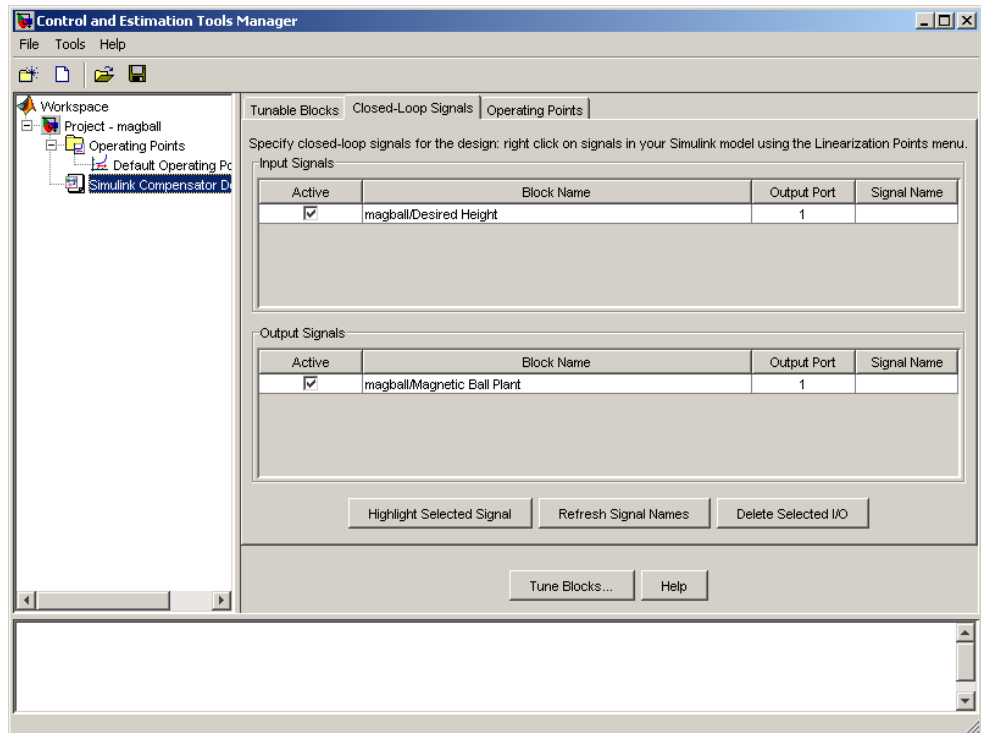 Control and Estimation Tools Manager
File Tools Help
Workspace
Project - magball
Operating Points
Default Operating Po
Simulink Compensator D
Tunable Blocks Closed-Loop Signals Operating Points
Specify closed-loop signals for the design: right click on signals in your Simulink model using the Linearization Points menu.
Input Signals
Active Block Name Output Port Signal Name
magball/Desired Height 1
Output Signals
Active Block Name Output Port Signal Name
magball/Magnetic Ball Plant 1
Highlight Selected Signal Refresh Signal Names Delete Selected I/O
Tune Blocks... Help